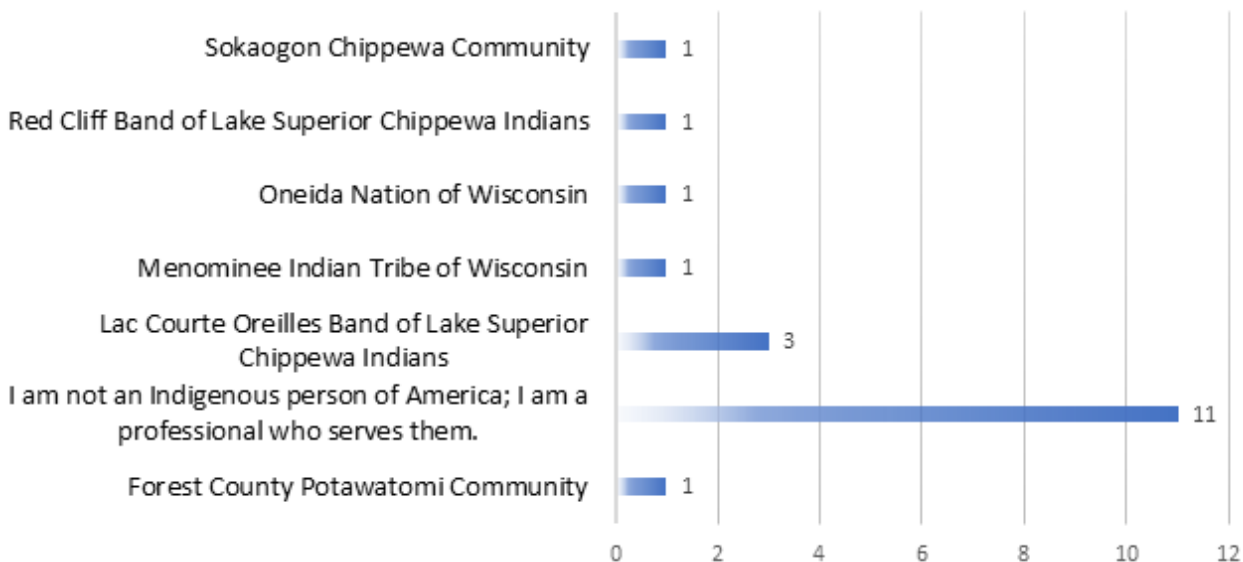 Sokaogon Chippewa Community
1
Red Cliff Band of Lake Superior Chippewa Indians
1
Oneida Nation of Wisconsin
1
Menominee Indian Tribe of Wisconsin
1
Lac Courte Oreilles Band of Lake Superior
Chippewa Indians
3
I am not an Indigenous person of America; I am a
professional who serves them.
11
Forest County Potawatomi Community
1
0 2 4 6 8 10 12